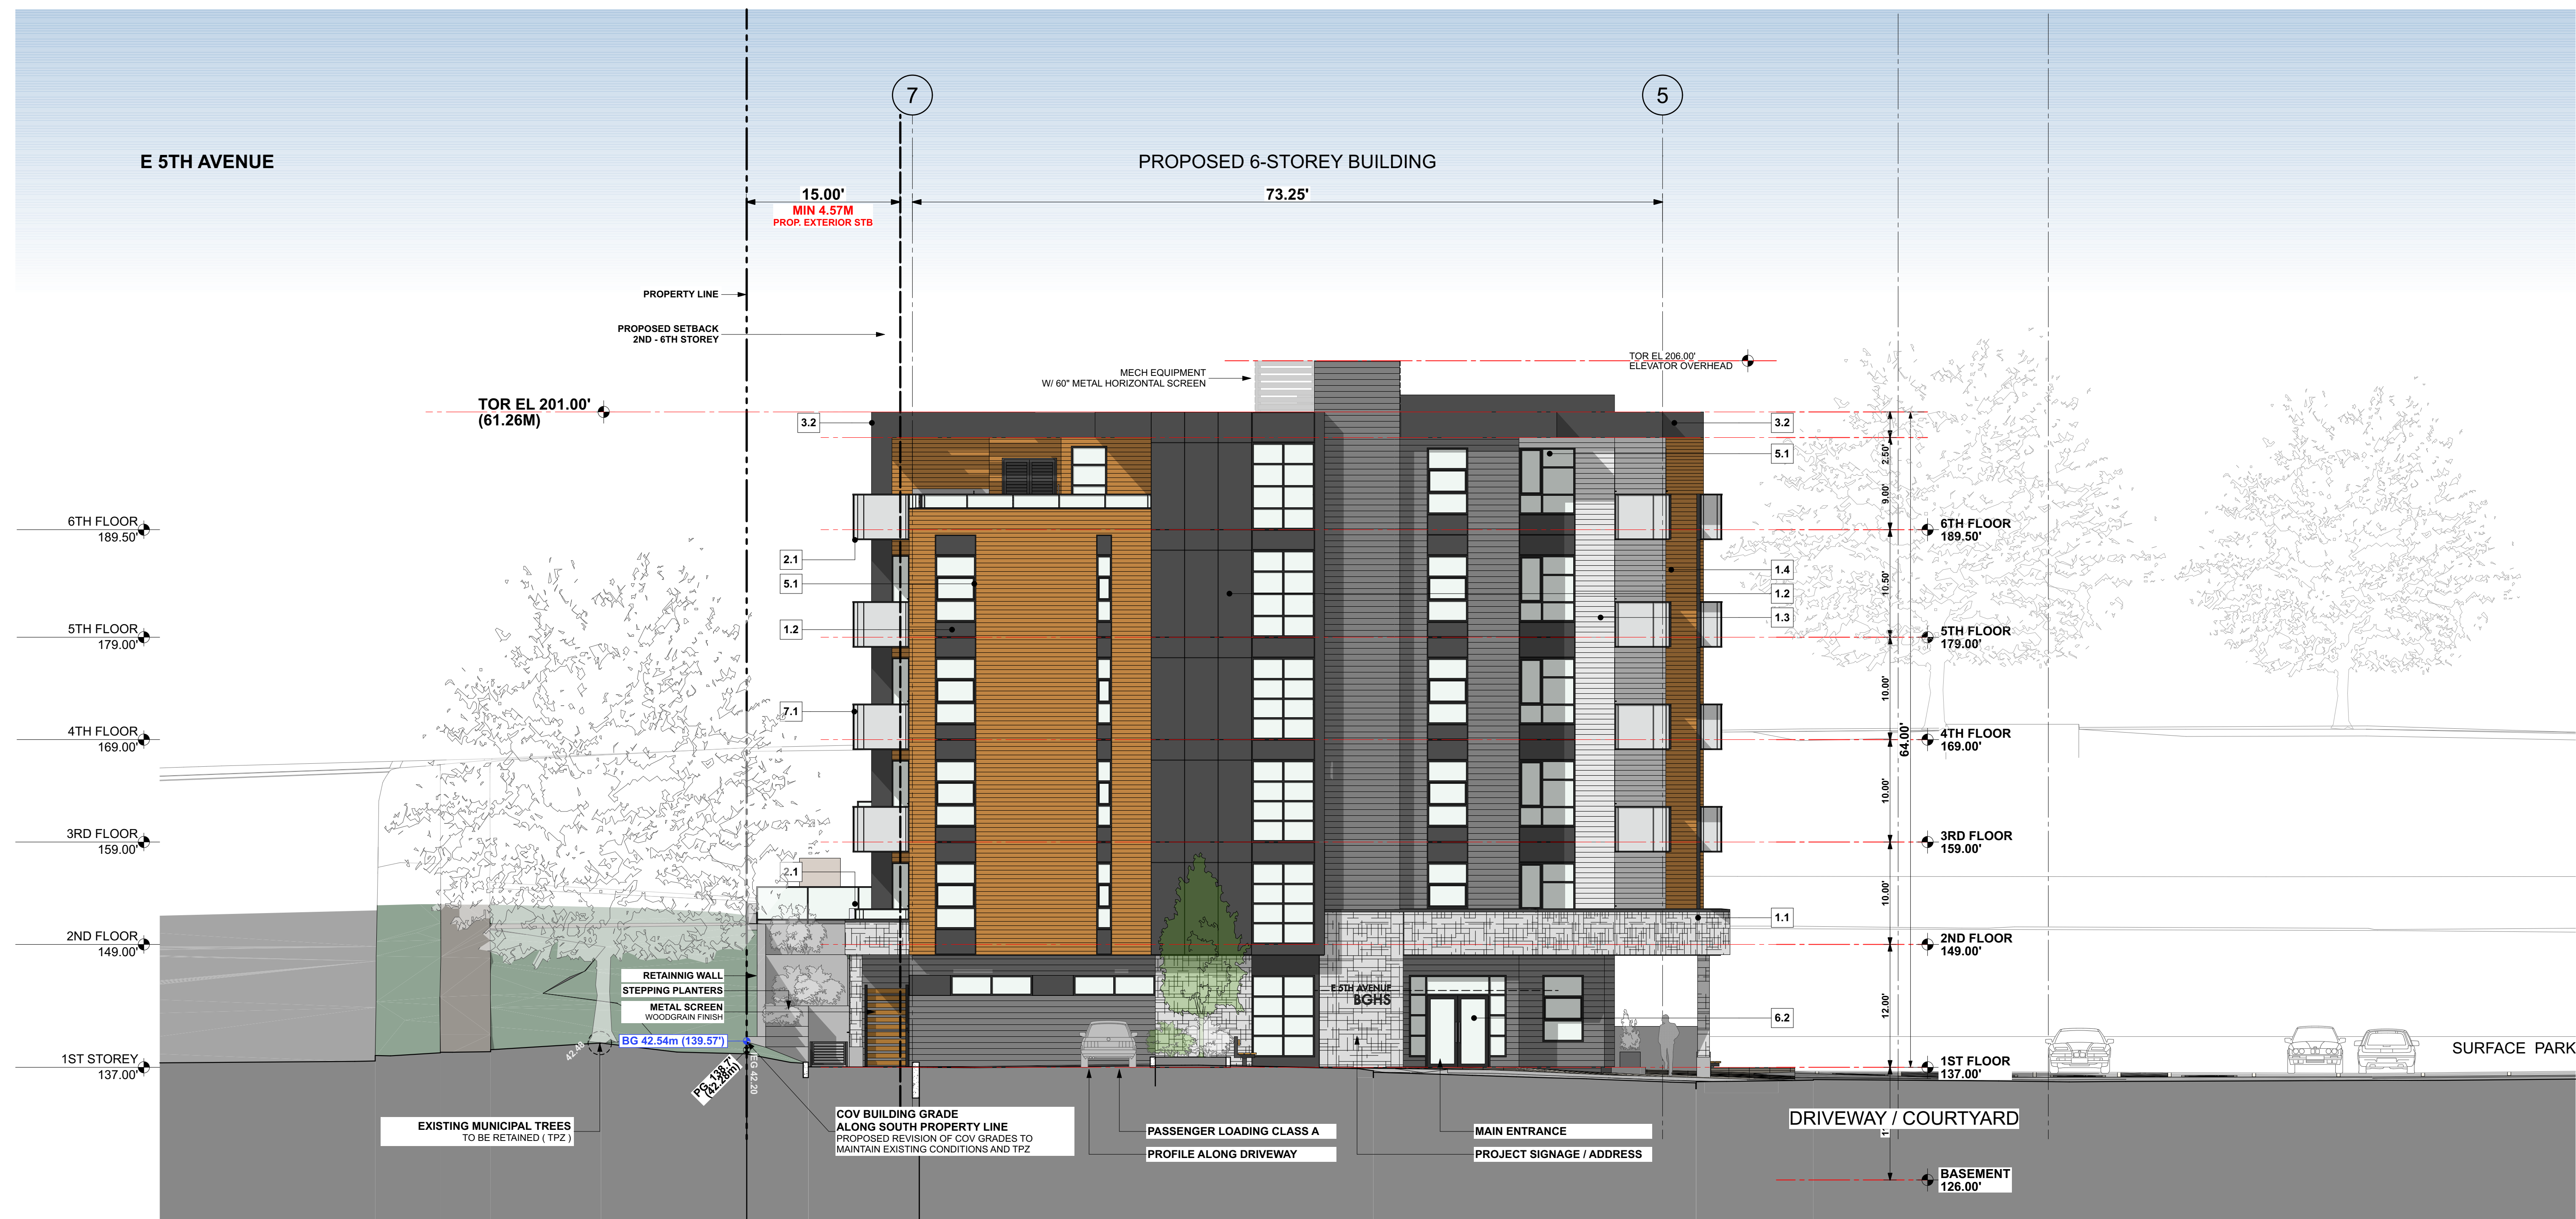 7
5
E 5TH AVENUE
PROPOSED 6-STOREY BUILDING
15.00'
MIN 4.57M
PROP. EXTERIOR STB
73.25'
PROPERTY LINE
PROPOSED SETBACK
2ND - 6TH STOREY
MECH EQUIPMENT
W/ 60" METAL HORIZONTAL SCREEN
TOR EL 206.00'
ELEVATOR OVERHEAD
TOR EL 201.00'
(61.26M)
3.2
3.2
5.1
2.50'
9.00'
6TH FLOOR
189.50'
6TH FLOOR
189.50'
2.1
5.1
1.2
1.4
1.2
1.3
10.50'
5TH FLOOR
179.00'
5TH FLOOR
179.00'
10.00'
7.1
4TH FLOOR
169.00'
4TH FLOOR
169.00'
64.00'
10.00'
3RD FLOOR
159.00'
3RD FLOOR
159.00'
2.1
10.00'
1.1
2ND FLOOR
149.00'
2ND FLOOR
149.00'
RETAINNIG WALL
STEPPING PLANTERS
METAL SCREEN
WOODGRAIN FINISH
E 5TH AVENUE
BGHS
12.00'
6.2
BG 42.54m (139.57')
42.40
1ST STOREY
137.00'
1ST FLOOR
137.00'
SURFACE PARK
PG 138.7'
(42.28m)
EG 42.20
EXISTING MUNICIPAL TREES
TO BE RETAINED ( TPZ )
COV BUILDING GRADE
ALONG SOUTH PROPERTY LINE
PROPOSED REVISION OF COV GRADES TO
MAINTAIN EXISTING CONDITIONS AND TPZ
PASSENGER LOADING CLASS A
PROFILE ALONG DRIVEWAY
MAIN ENTRANCE
PROJECT SIGNAGE / ADDRESS
DRIVEWAY / COURTYARD
BASEMENT
126.00'